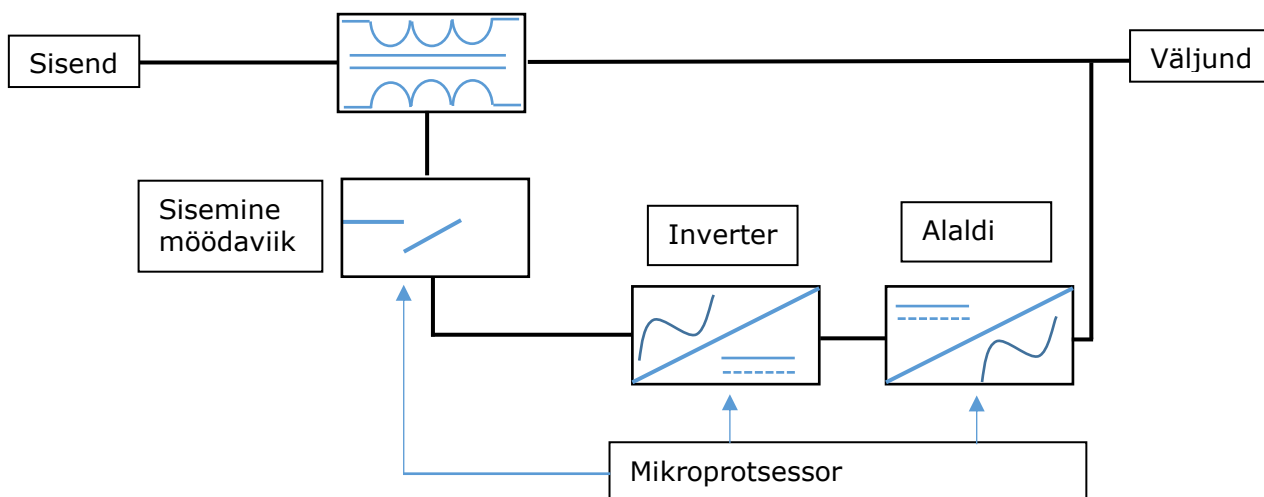 Sisend
Väljund
Sisemine
möödaviik
Inverter
Alaldi
Mikroprotsessor